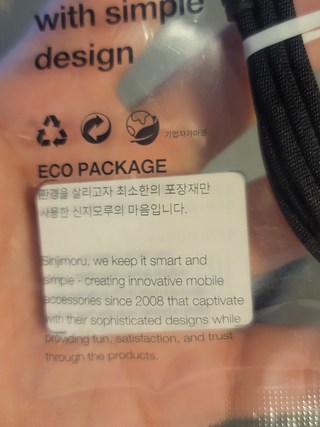 with simple
design
ECO PACKAGE
환경을 살리고자 최소한의 포장재만
사용한 신지모루의 마음입니다.
Sinjimoru, we keep it smart and
simple - creating innovative mobile
accessories since 2008 that captivate
with their sophisticated designs while
providing fun, satisfaction, and trust
through the products.